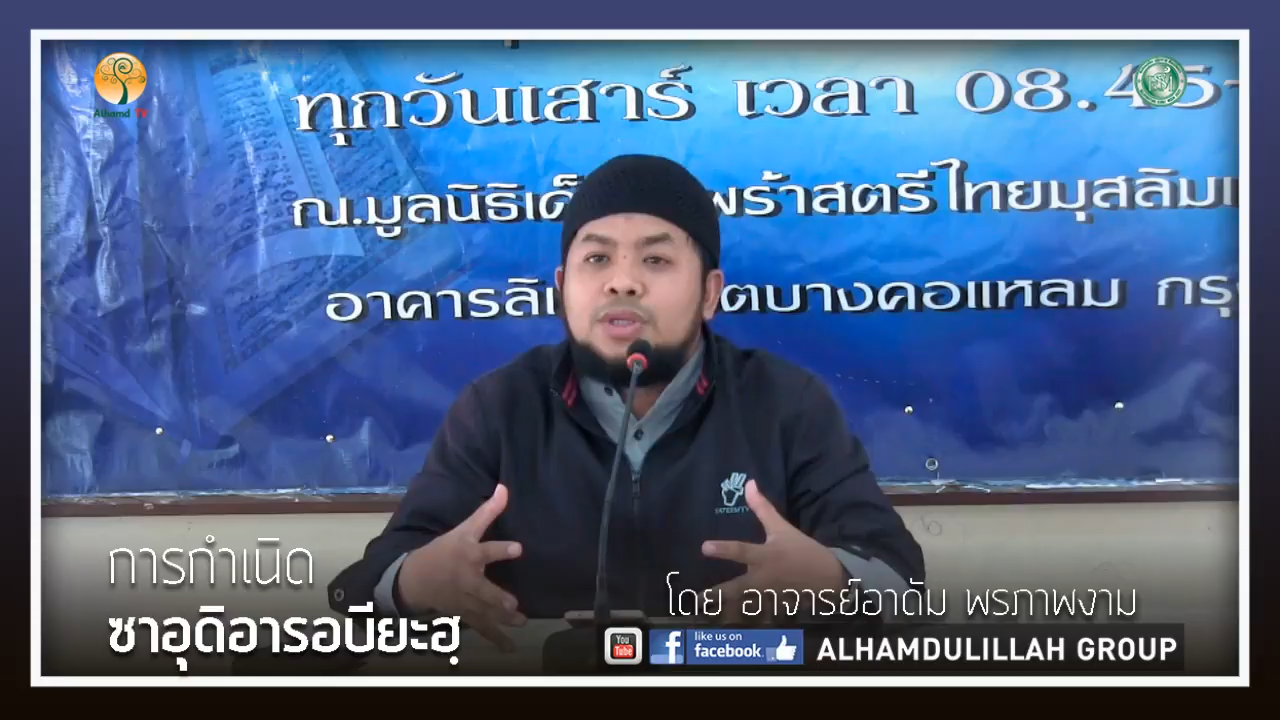 Alhamd TV
ทุกวันเสาร์ เวลา 08.45-
ณ.มูลนิธิเด็ พร้าสตรีไทยมุสลิม
อาคารลิ ตบางคอแหลม กรุ
การกำเนิด
ซาอุดิอารอบียะฮฺ
โดย อาจารย์อาดัม พรภาพงาม
You Tube
like us on
facebook.
ALHAMDULILLAH GROUP